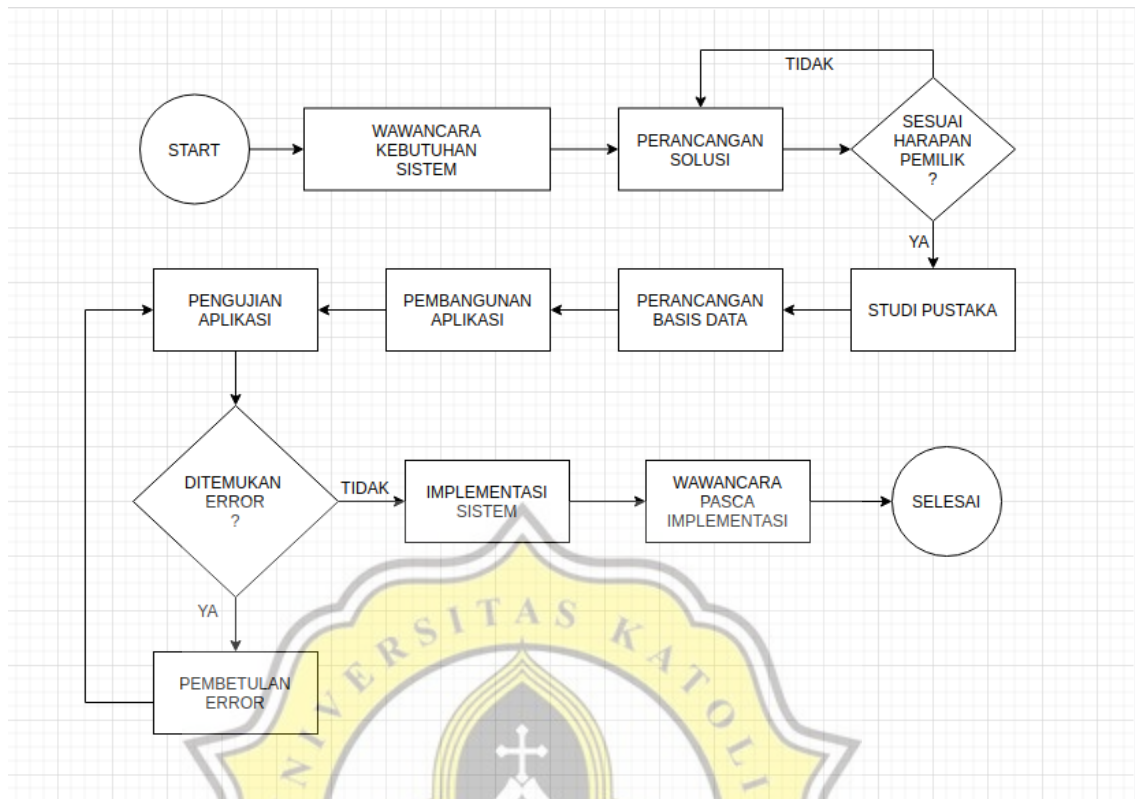 TIDAK
START
WAWANCARA
KEBUTUHAN
SISTEM
PERANCANGAN
SOLUSI
SESUAI
HARAPAN
PEMILIK
?
YA
PENGUJIAN
APLIKASI
PEMBANGUNAN
APLIKASI
PERANCANGAN
BASIS DATA
STUDI PUSTAKA
DITEMUKAN
ERROR
?
TIDAK
IMPLEMENTASI
SISTEM
WAWANCARA
PASCA
IMPLEMENTASI
SELESAI
YA
PEMBETULAN
ERROR
NIVERSITAS KATOLI